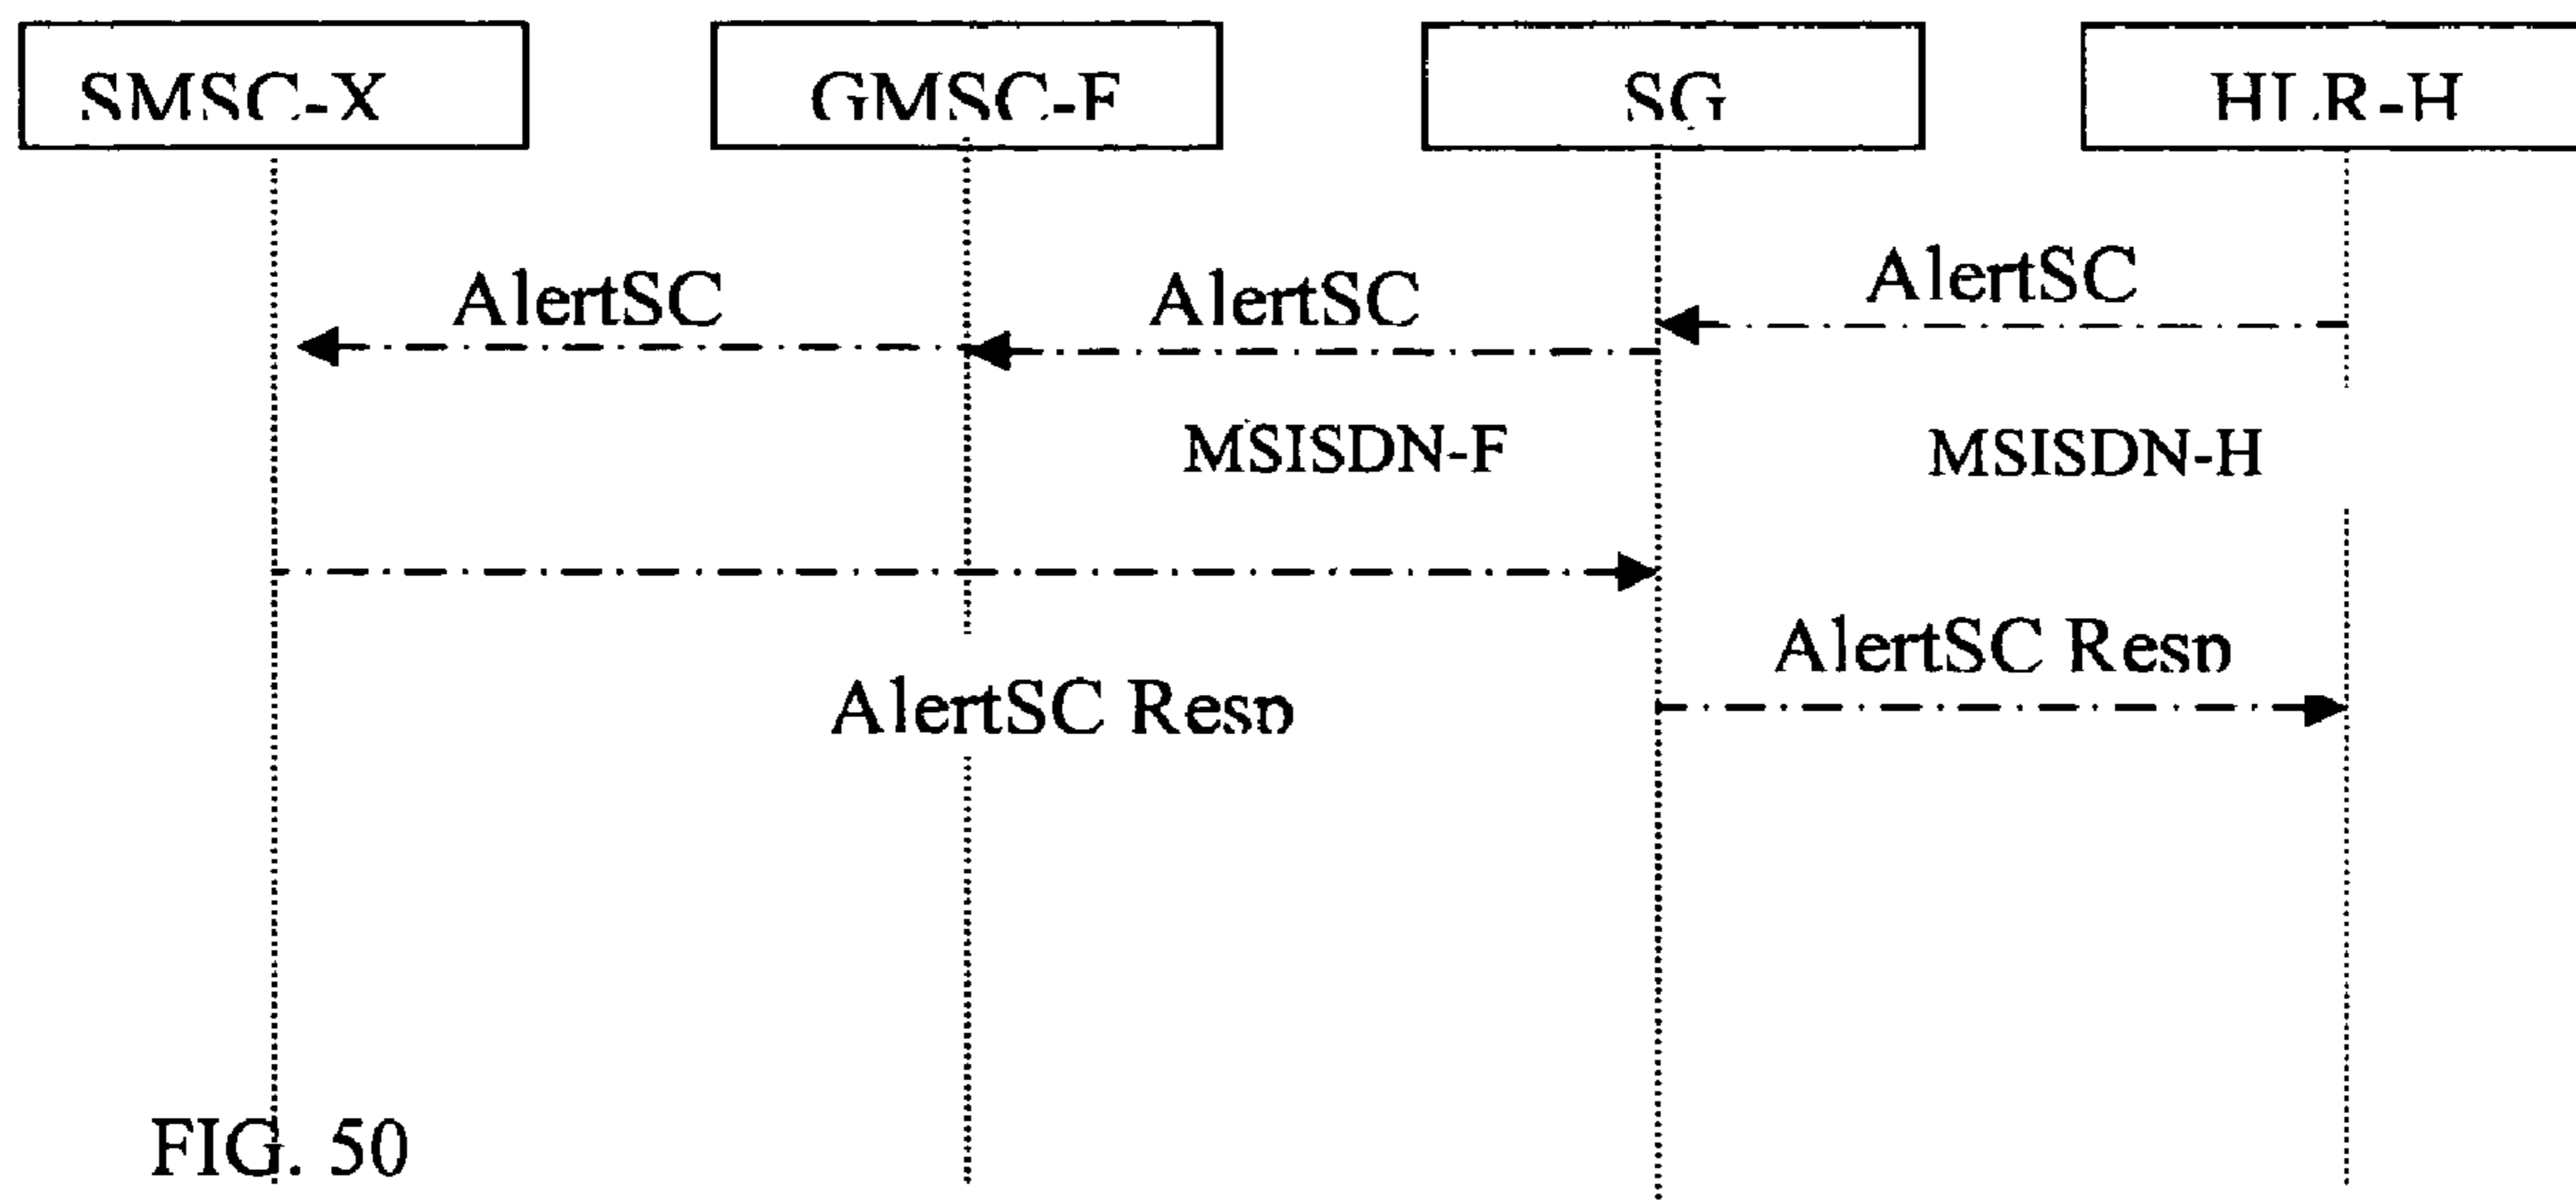 SMSC-X
GMSC-F
SG
HLR-H
AlertSC
AlertSC
AlertSC
MSISDN-F
MSISDN-H
AlertSC Resp
AlertSC Resp
FIG. 50